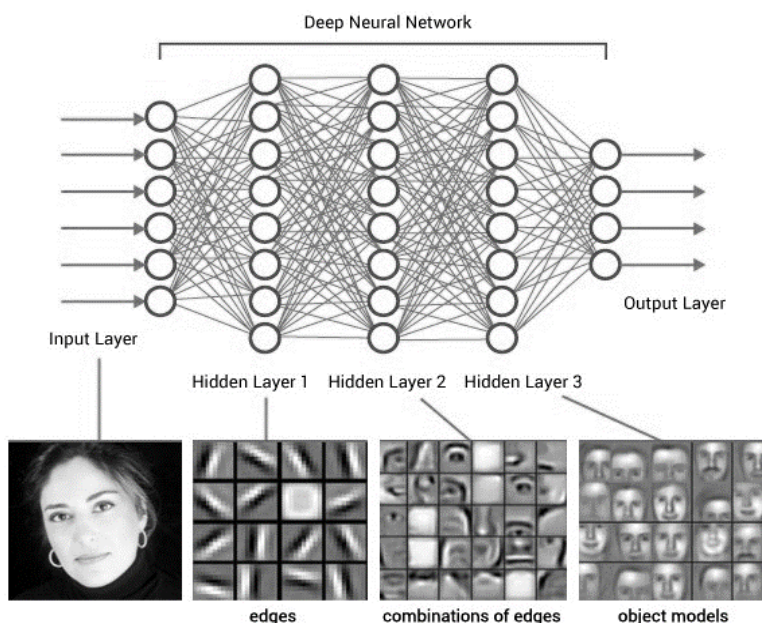 Deep Neural Network
Output Layer
Input Layer
Hidden Layer 1
Hidden Layer 2
Hidden Layer 3
edges
combinations of edges
object models